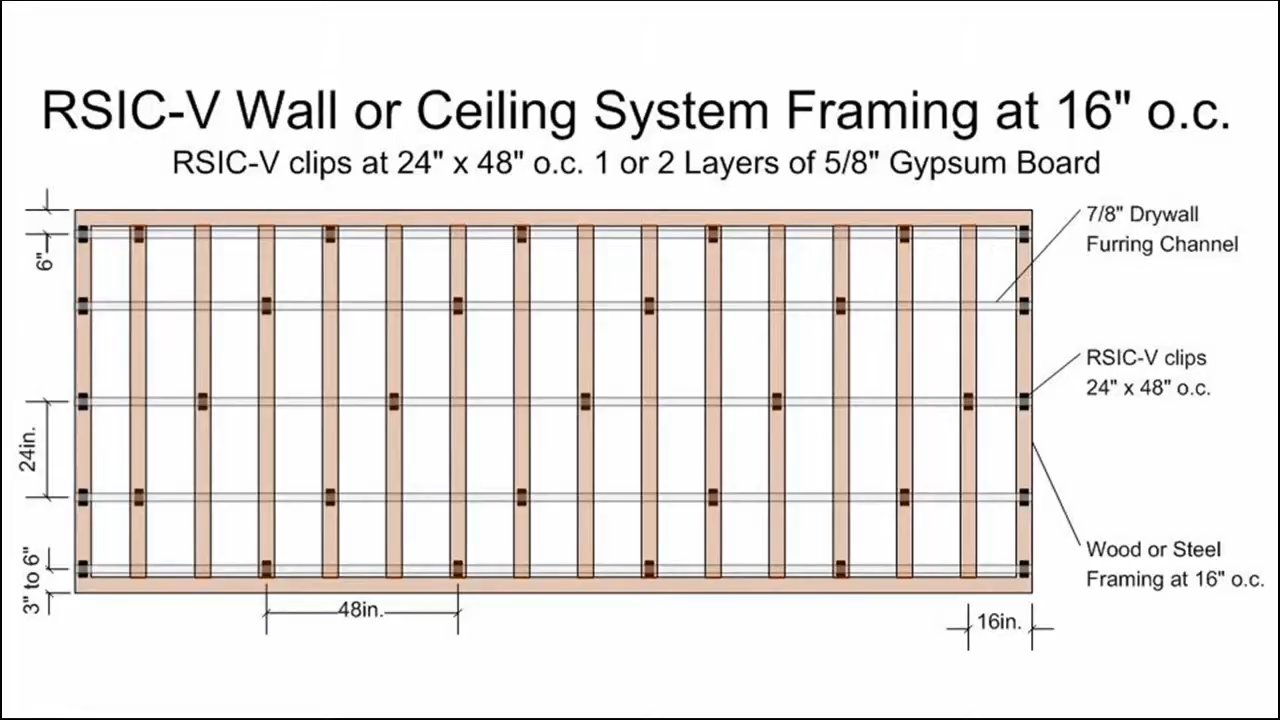 RSIC-V Wall or Ceiling System Framing at 16" o.c.
RSIC-V clips at 24" x 48" o.c. 1 or 2 Layers of 5/8" Gypsum Board
7/8" Drywall
Furring Channel
6"
RSIC-V clips
24" x 48" o.c.
24in.
Wood or Steel
Framing at 16" o.c.
3" to 6"
48in.
16in.